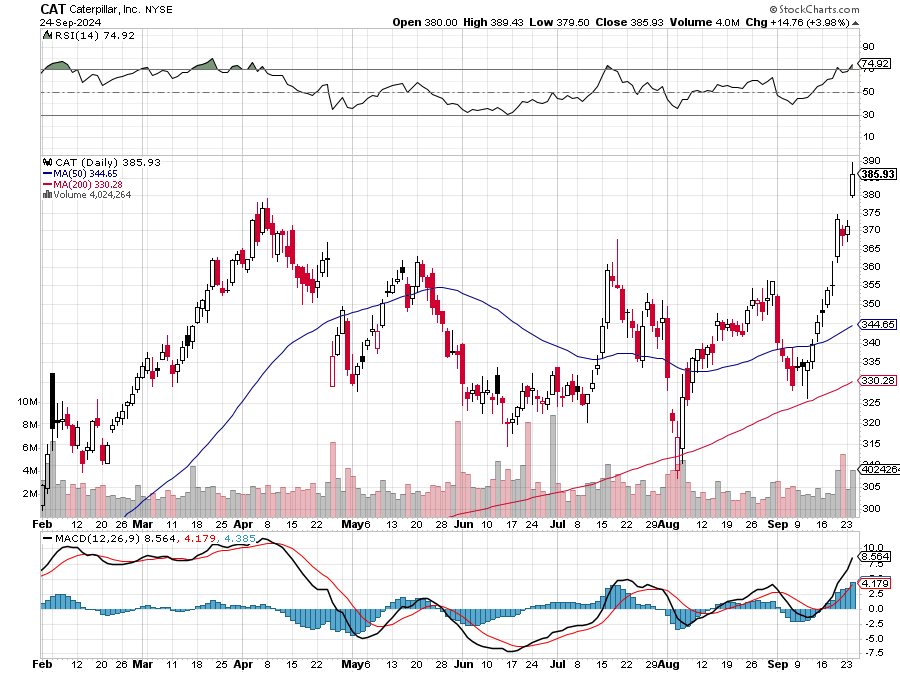 CAT Caterpillar, Inc. NYSE
© StockCharts.com
24-Sep-2024
Open 380.00 High 389.43 Low 379.50 Close 385.93 Volume 4.0M Chg +14.76 (+3.98%)
RSI(14) 74.92
90
74.92
70
50
30
10
CAT (Daily) 385.93
MA(50) 344.65
MA(200) 330.28
Volume 4,024,264
390
385.93
380
375
370
365
360
355
350
344.65
340
335
330.28
325
320
315
310
4024264
305
300
10M
8M
6M
4M
2M
Feb 12 20 26 Mar 11 18 25 Apr 8 15 22 May 6 13 20 28 Jun 10 17 24 Jul 8 15 22 29 Aug 12 19 26 Sep 9 16 23
MACD(12,26,9) 8.564, 4.179, 4.385
10.0
8.564
7.5
4.179
2.5
0.0
-2.5
-5.0
-7.5
Feb 12 20 26 Mar 11 18 25 Apr 8 15 22 May 6 13 20 28 Jun 10 17 24 Jul 8 15 22 29 Aug 12 19 26 Sep 9 16 23